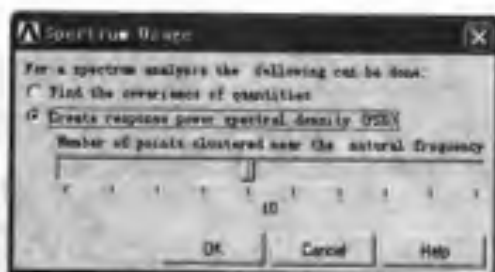 Spectrum Usage
For a spectrum analysis the following can be done:
Find the covariance of quantities
Create response power spectral density (PSD)
Number of points clustered near the natural frequency
10
OK
Cancel
Help